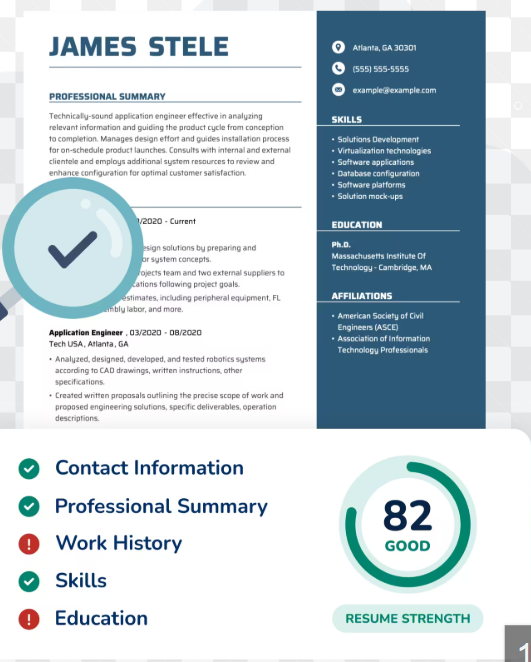 JAMES STELE
PROFESSIONAL SUMMARY
Technically-sound application engineer effective in analyzing
relevant information and guiding the product cycle from conception
to completion. Manages design effort and guides installation process
for on-schedule product launches. Consults with internal and external
clientele and employs additional system resources to review and
enhance configuration for optimal customer satisfaction.
/2020 - Current
esign solutions by preparing and
or system concepts.
rojects team and two external suppliers to
cations following project goals.
estimates, including peripheral equipment, FL
mbly labor, and more.
Application Engineer , 03/2020 - 08/2020
Tech USA, Atlanta, GA
• Analyzed, designed, developed, and tested robotics systems
according to CAD drawings, written instructions, other
specifications.
• Created written proposals outlining the precise scope of work and
proposed engineering solutions, specific deliverables, operation
descriptions.
Atlanta, GA 30301
(555) 555-5555
example@example.com
SKILLS
• Solutions Development
• Virtualization technologies
• Software applications
• Database configuration
• Software platforms
• Solution mock-ups
EDUCATION
Ph.D.
Massachusetts Institute Of
Technology - Cambridge, MA
AFFILIATIONS
• American Society of Civil
Engineers (ASCE)
• Association of Information
Technology Professionals
Contact Information
Professional Summary
Work History
Skills
Education
82
GOOD
RESUME STRENGTH